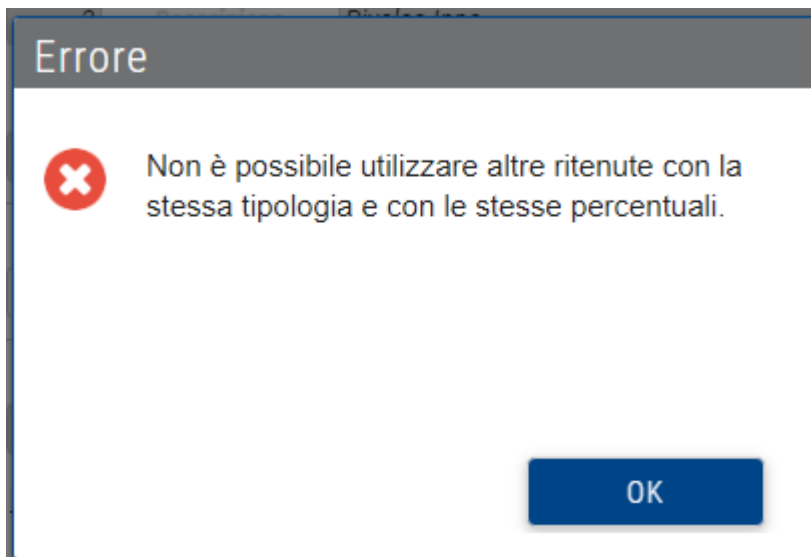 Errore
Non è possibile utilizzare altre ritenute con la
stessa tipologia e con le stesse percentuali.
OK